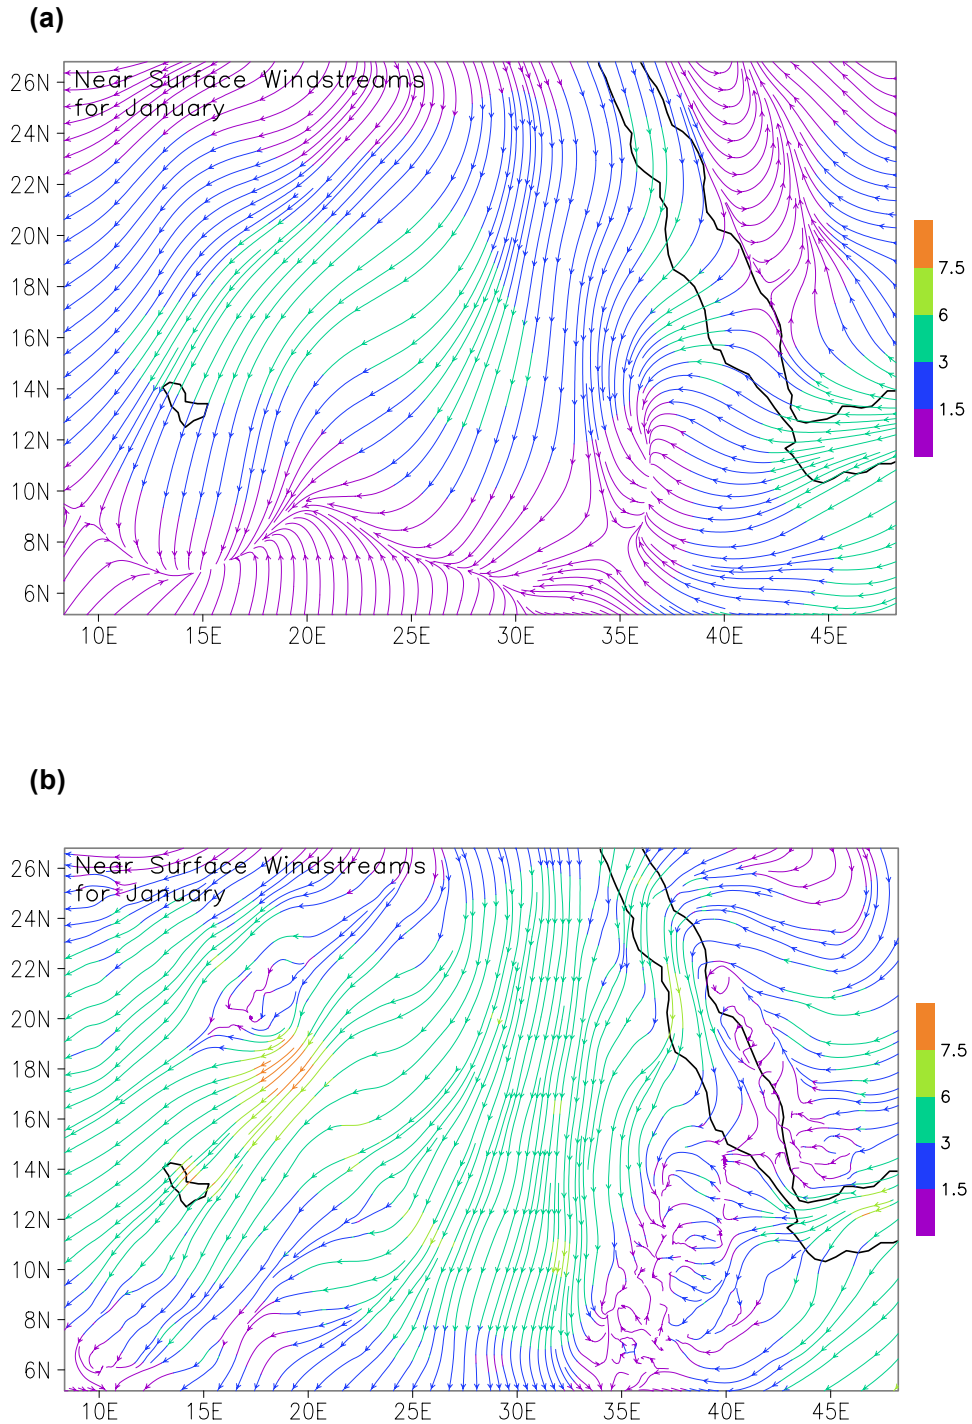 (a)
Near Surface Windstreams
for January
26N
24N
22N
20N
18N
16N
14N
12N
10N
8N
6N
10E 15E 20E 25E 30E 35E 40E 45E
7.5
6
3
1.5
(b)
Near Surface Windstreams
for January
26N
24N
22N
20N
18N
16N
14N
12N
10N
8N
6N
10E 15E 20E 25E 30E 35E 40E 45E
7.5
6
3
1.5